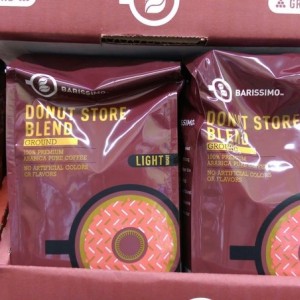 BARISSIMO
DONUT STORE
BLEND
GROUND
100% PREMIUM
ARABICA PURE COFFEE
NO ARTIFICIAL COLORS
OR FLAVORS
LIGHT
BARISSIMO
DONUT STORE
BLEND
GROUND
100% PREMIUM
ARABICA PURE COFFEE
NO ARTIFICIAL COLORS
OR FLAVORS